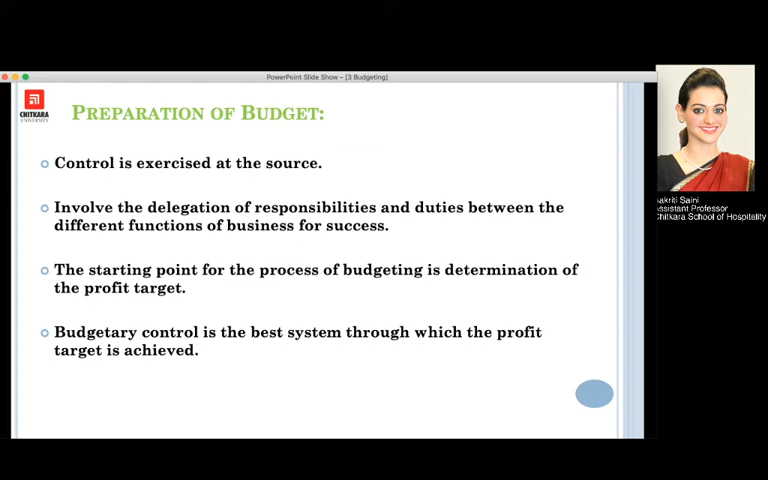 PowerPoint Slide Show – [3 Budgeting]
CHITKARA
UNIVERSITY
PREPARATION OF BUDGET:
Control is exercised at the source.
Involve the delegation of responsibilities and duties between the
different functions of business for success.
The starting point for the process of budgeting is determination of
the profit target.
Budgetary control is the best system through which the profit
target is achieved.
Saini
Assistant Professor
Chitkara School of Hospitality